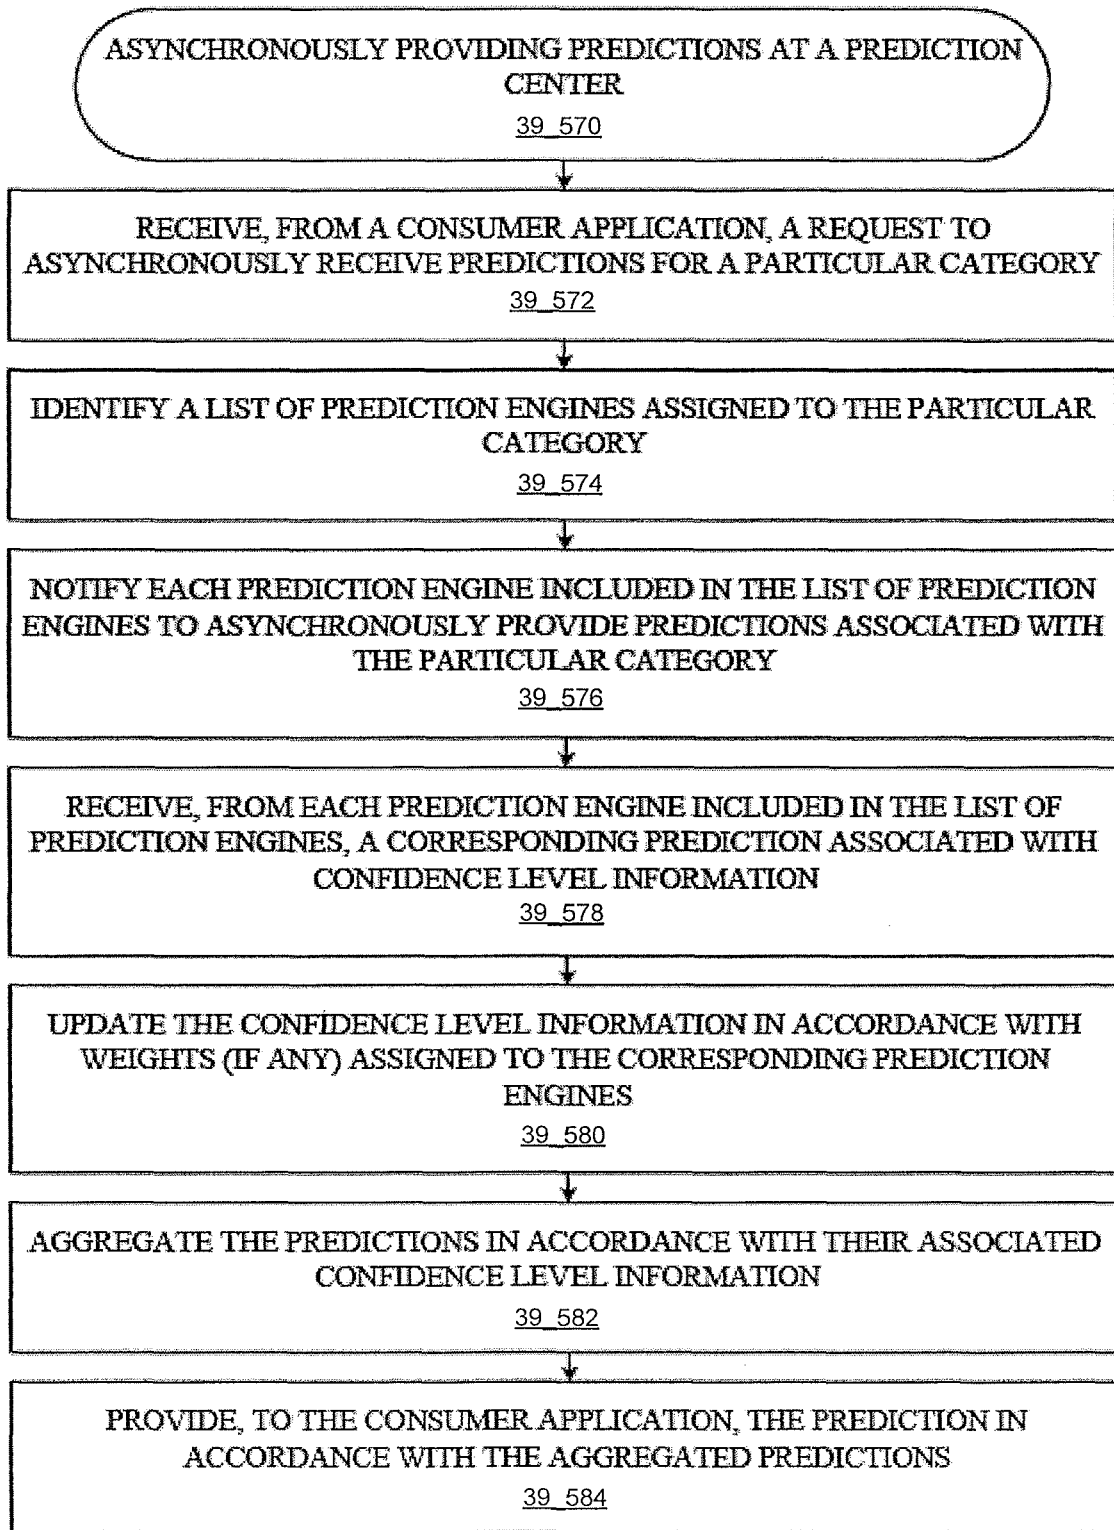 ASYNCHRONOUSLY PROVIDING PREDICTIONS AT A PREDICTION
CENTER
39_570
RECEIVE, FROM A CONSUMER APPLICATION, A REQUEST TO
ASYNCHRONOUSLY RECEIVE PREDICTIONS FOR A PARTICULAR CATEGORY
39_572
IDENTIFY A LIST OF PREDICTION ENGINES ASSIGNED TO THE PARTICULAR
CATEGORY
39_574
NOTIFY EACH PREDICTION ENGINE INCLUDED IN THE LIST OF PREDICTION
ENGINES TO ASYNCHRONOUSLY PROVIDE PREDICTIONS ASSOCIATED WITH
THE PARTICULAR CATEGORY
39_576
RECEIVE, FROM EACH PREDICTION ENGINE INCLUDED IN THE LIST OF
PREDICTION ENGINES, A CORRESPONDING PREDICTION ASSOCIATED WITH
CONFIDENCE LEVEL INFORMATION
39_578
UPDATE THE CONFIDENCE LEVEL INFORMATION IN ACCORDANCE WITH
WEIGHTS (IF ANY) ASSIGNED TO THE CORRESPONDING PREDICTION
ENGINES
39_580
AGGREGATE THE PREDICTIONS IN ACCORDANCE WITH THEIR ASSOCIATED
CONFIDENCE LEVEL INFORMATION
39_582
PROVIDE, TO THE CONSUMER APPLICATION, THE PREDICTION IN
ACCORDANCE WITH THE AGGREGATED PREDICTIONS
39_584